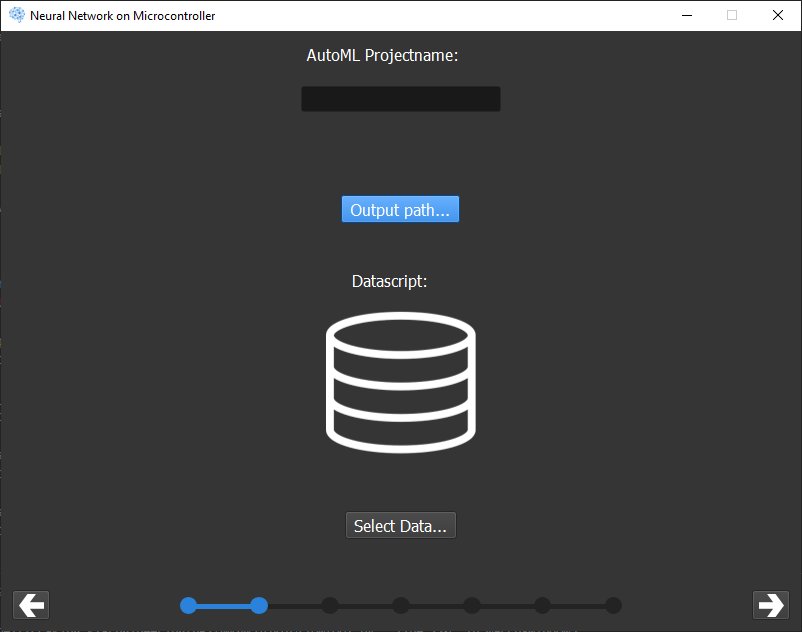 Neural Network on Microcontroller
AutoML Projectname:
Output path...
Datascript:
Select Data...